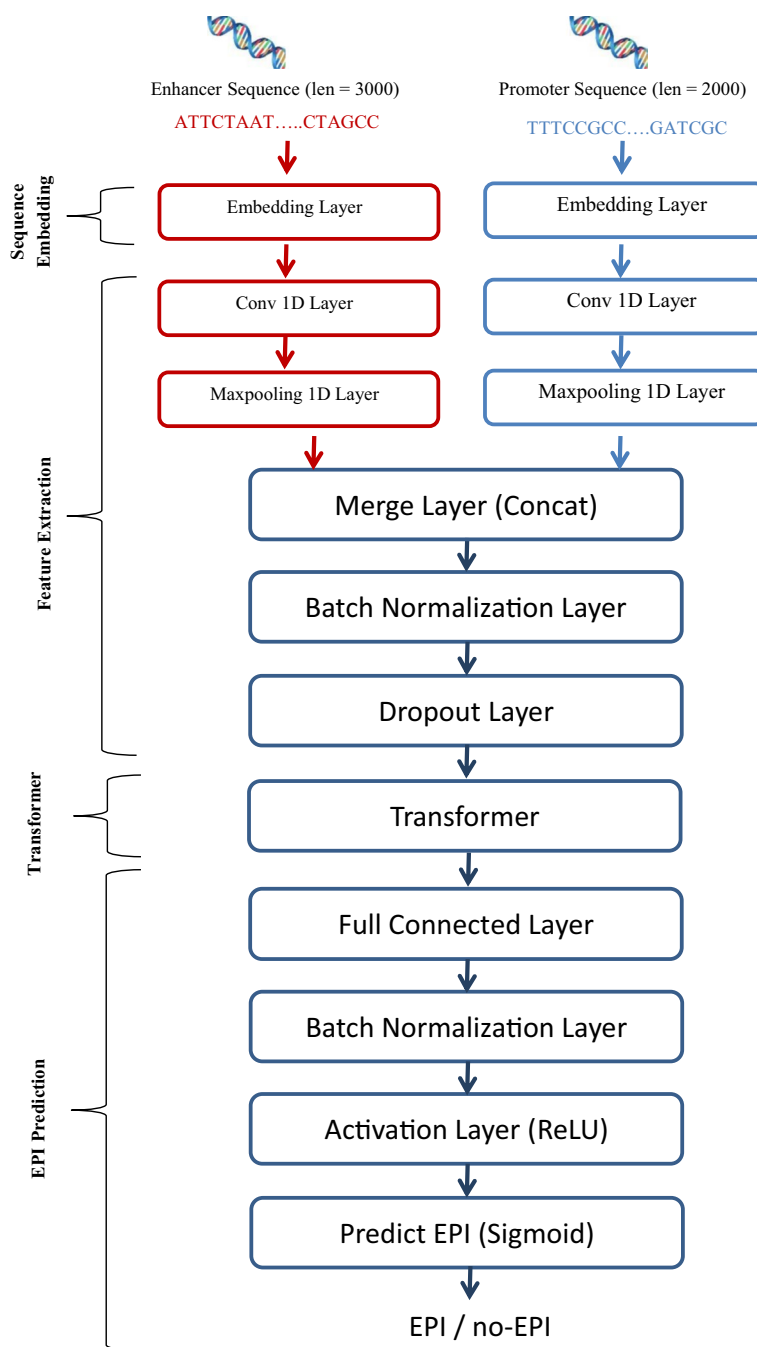 Enhancer Sequence (len = 3000)
Promoter Sequence (len = 2000)
ATTCTAAT…..CTAGCC
TTTCCGCC….GATCGC
Sequence
Embedding
Embedding Layer
Embedding Layer
Feature Extraction
Conv 1D Layer
Conv 1D Layer
Maxpooling 1D Layer
Maxpooling 1D Layer
Merge Layer (Concat)
Batch Normalization Layer
Dropout Layer
Transformer
Transformer
EPI Prediction
Full Connected Layer
Batch Normalization Layer
Activation Layer (ReLU)
Predict EPI (Sigmoid)
EPI / no-EPI